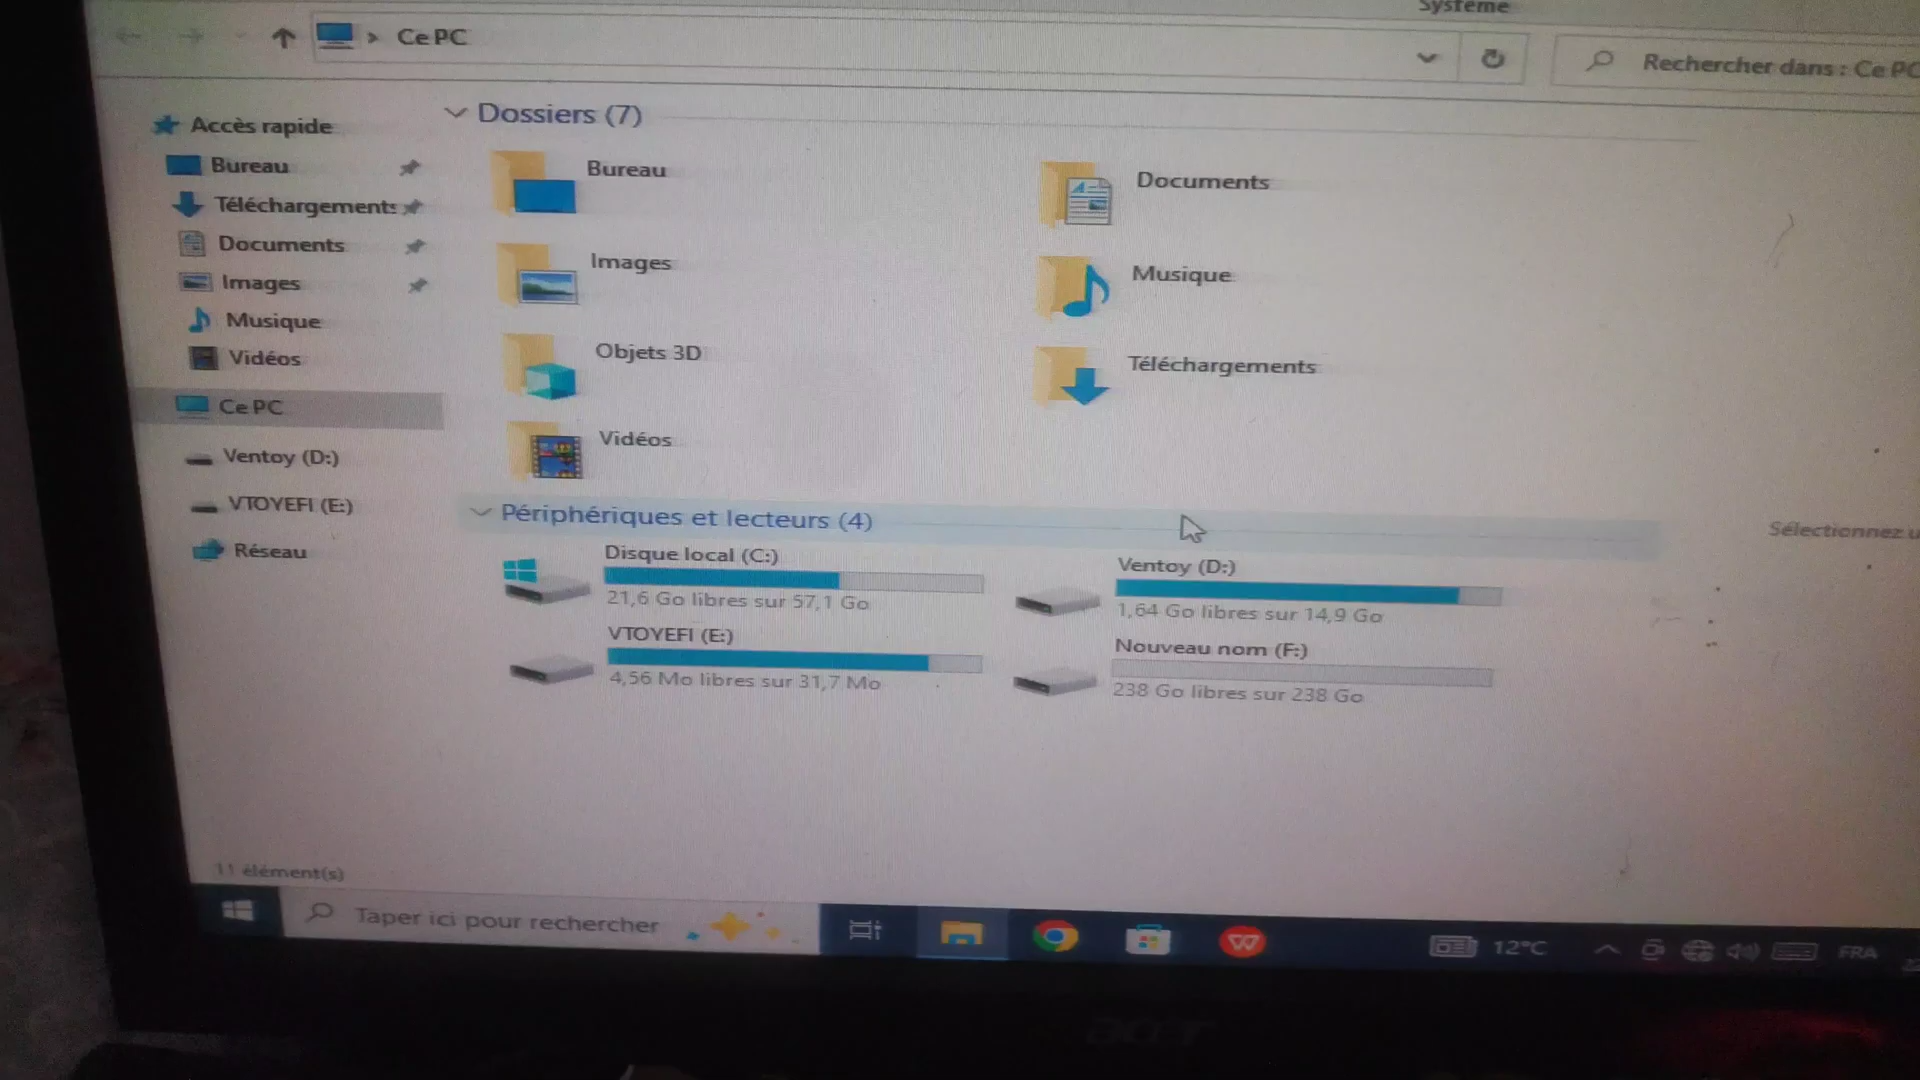 Système
Ce PC
Rechercher dans : Ce PC
Accès rapide
Bureau
Téléchargements
Documents
Images
Musique
Vidéos
Ce PC
Ventoy (D:)
VTOYEFI (E:)
Réseau
Dossiers (7)
Bureau
Documents
Images
Musique
Objets 3D
Téléchargements
Vidéos
Périphériques et lecteurs (4)
Disque local (C:)
21,6 Go libres sur 57,1 Go
Ventoy (D:)
1,64 Go libres sur 14,9 Go
VTOYEFI (E:)
4,56 Mo libres sur 31,7 Mo
Nouveau nom (F:)
238 Go libres sur 238 Go
Sélectionnez u
11 élément(s)
Taper ici pour rechercher
12°C
FRA
acer